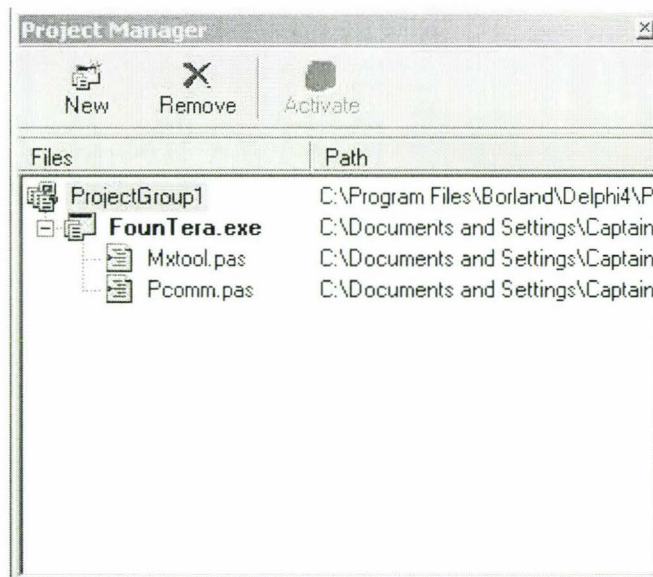 Project Manager
New Remove Activate
Files Path
ProjectGroup1 C:\Program Files\Borland\Delphi4\P
FounTera.exe C:\Documents and Settings\Captain
Mxtool.pas C:\Documents and Settings\Captain
Pcomm.pas C:\Documents and Settings\Captain